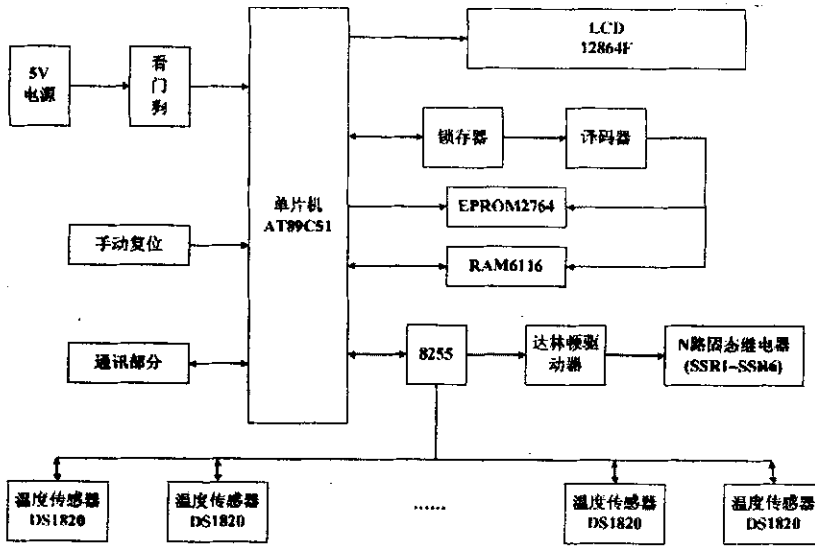 LCD
12864F
5V
电源
看
门
狗
锁存器
译码器
单片机
AT89C51
EPROM2764
手动复位
RAM6116
通讯部分
8255
达林顿驱
动器
N路固态继电器
(SSR1-SSR6)
温度传感器
DS1820
温度传感器
DS1820
......
温度传感器
DS1820
温度传感器
DS1820